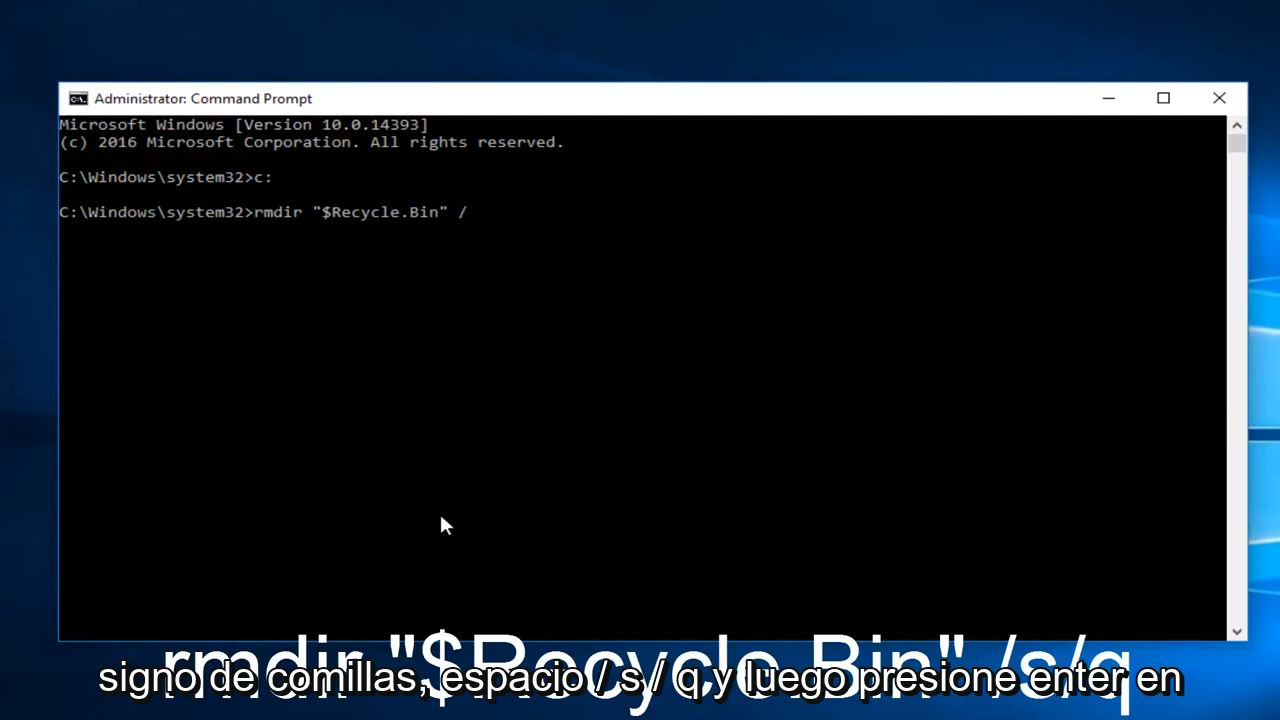 Administrator: Command Prompt
Microsoft Windows [Version 10.0.14393]
(c) 2016 Microsoft Corporation. All rights reserved.
C:\Windows\system32>c:
C:\Windows\system32>rmdir "$Recycle.Bin" /
rmdir "$Recycle.Bin" /s/q
signo de comillas, espacio / s / q y luego presione enter en